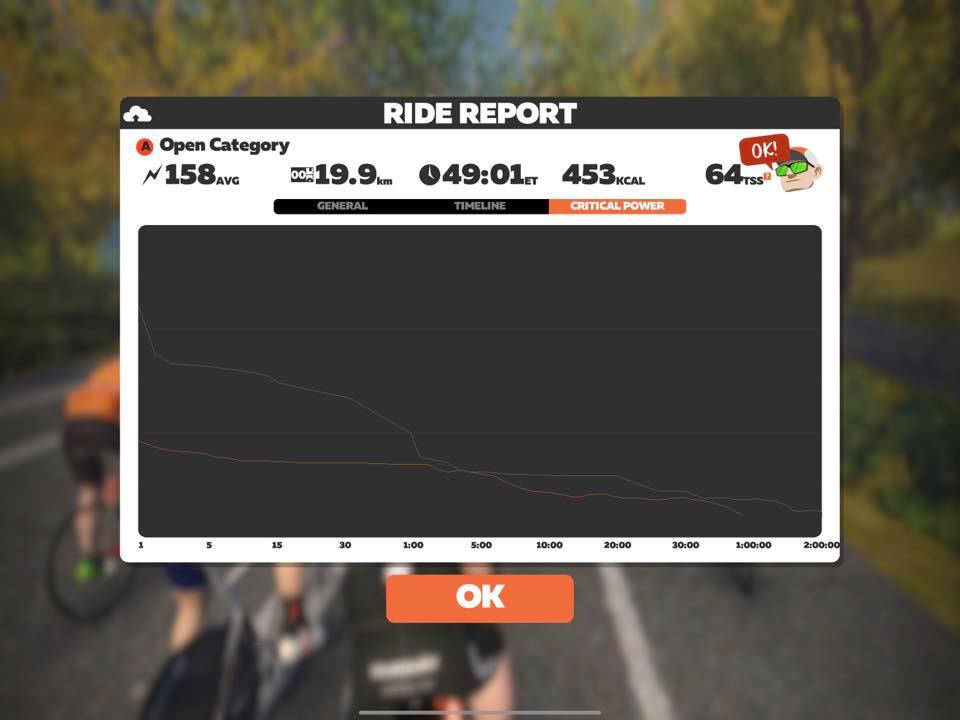 RIDE REPORT
A Open Category
OK!
158AVG 19.9km 49:01ET 453KCAL 64TSS?
GENERAL TIMELINE CRITICAL POWER
1 5 15 30 1:00 5:00 10:00 20:00 30:00 1:00:00 2:00:00
OK